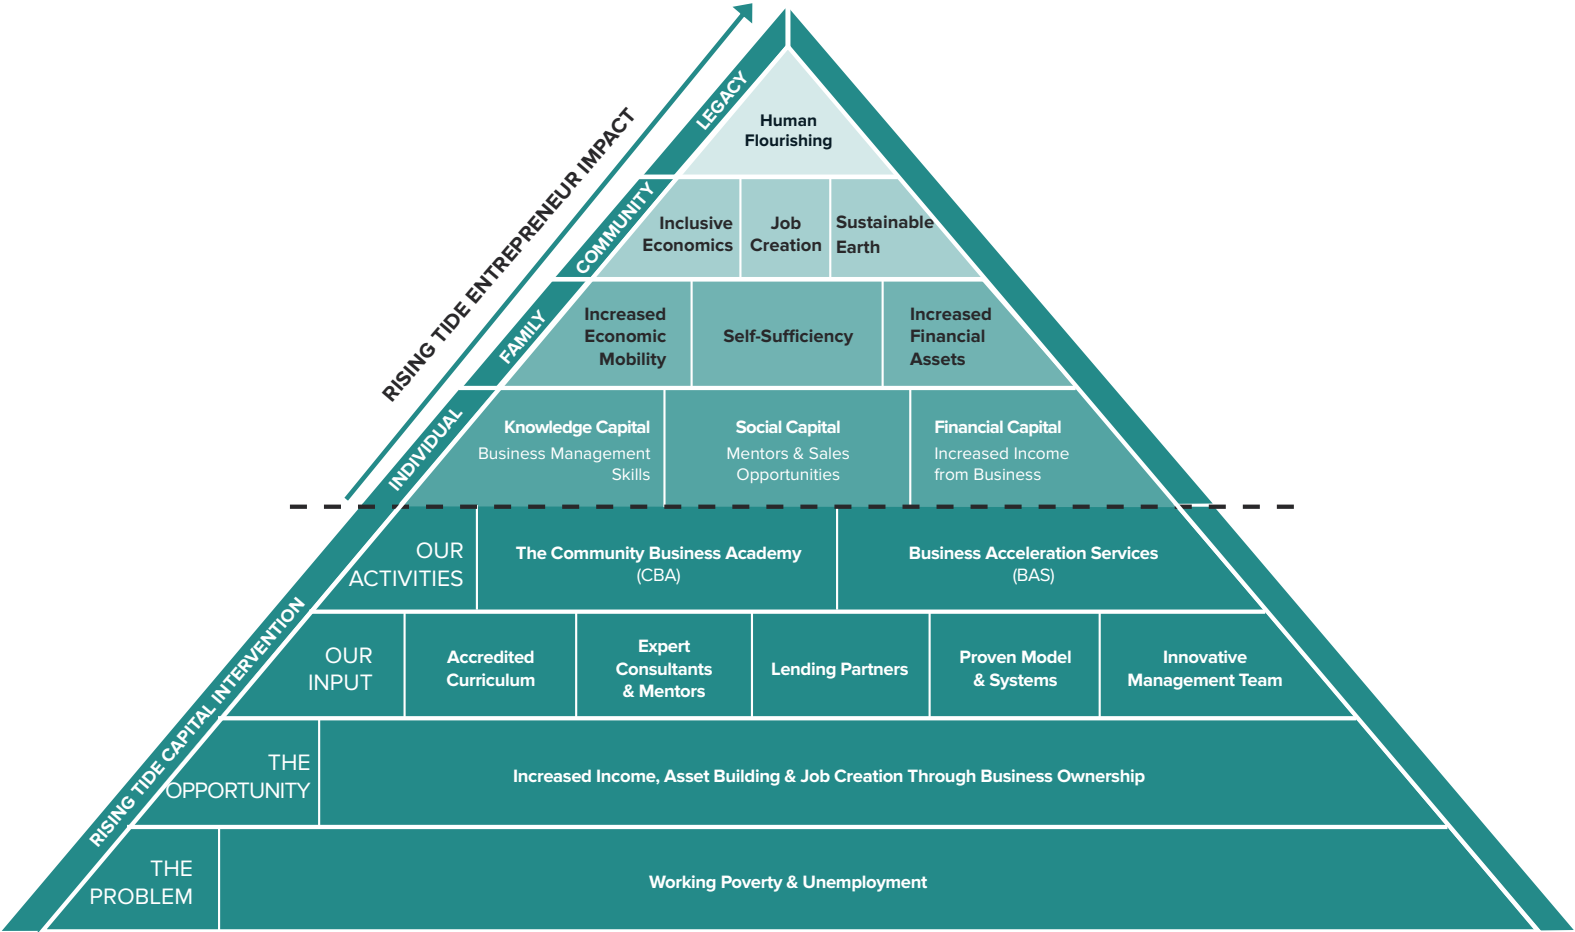 RISING TIDE ENTREPRENEUR IMPACT
LEGACY
Human
Flourishing
COMMUNITY
Inclusive
Economics
Job
Creation
Sustainable
Earth
FAMILY
Increased
Economic
Mobility
Self-Sufficiency
Increased
Financial
Assets
INDIVIDUAL
Knowledge Capital
Business Management
Skills
Social Capital
Mentors & Sales
Opportunities
Financial Capital
Increased Income
from Business
RISING TIDE CAPITAL INTERVENTION
OUR
ACTIVITIES
The Community Business Academy
(CBA)
Business Acceleration Services
(BAS)
OUR
INPUT
Accredited
Curriculum
Expert
Consultants
& Mentors
Lending Partners
Proven Model
& Systems
Innovative
Management Team
THE
OPPORTUNITY
Increased Income, Asset Building & Job Creation Through Business Ownership
THE
PROBLEM
Working Poverty & Unemployment